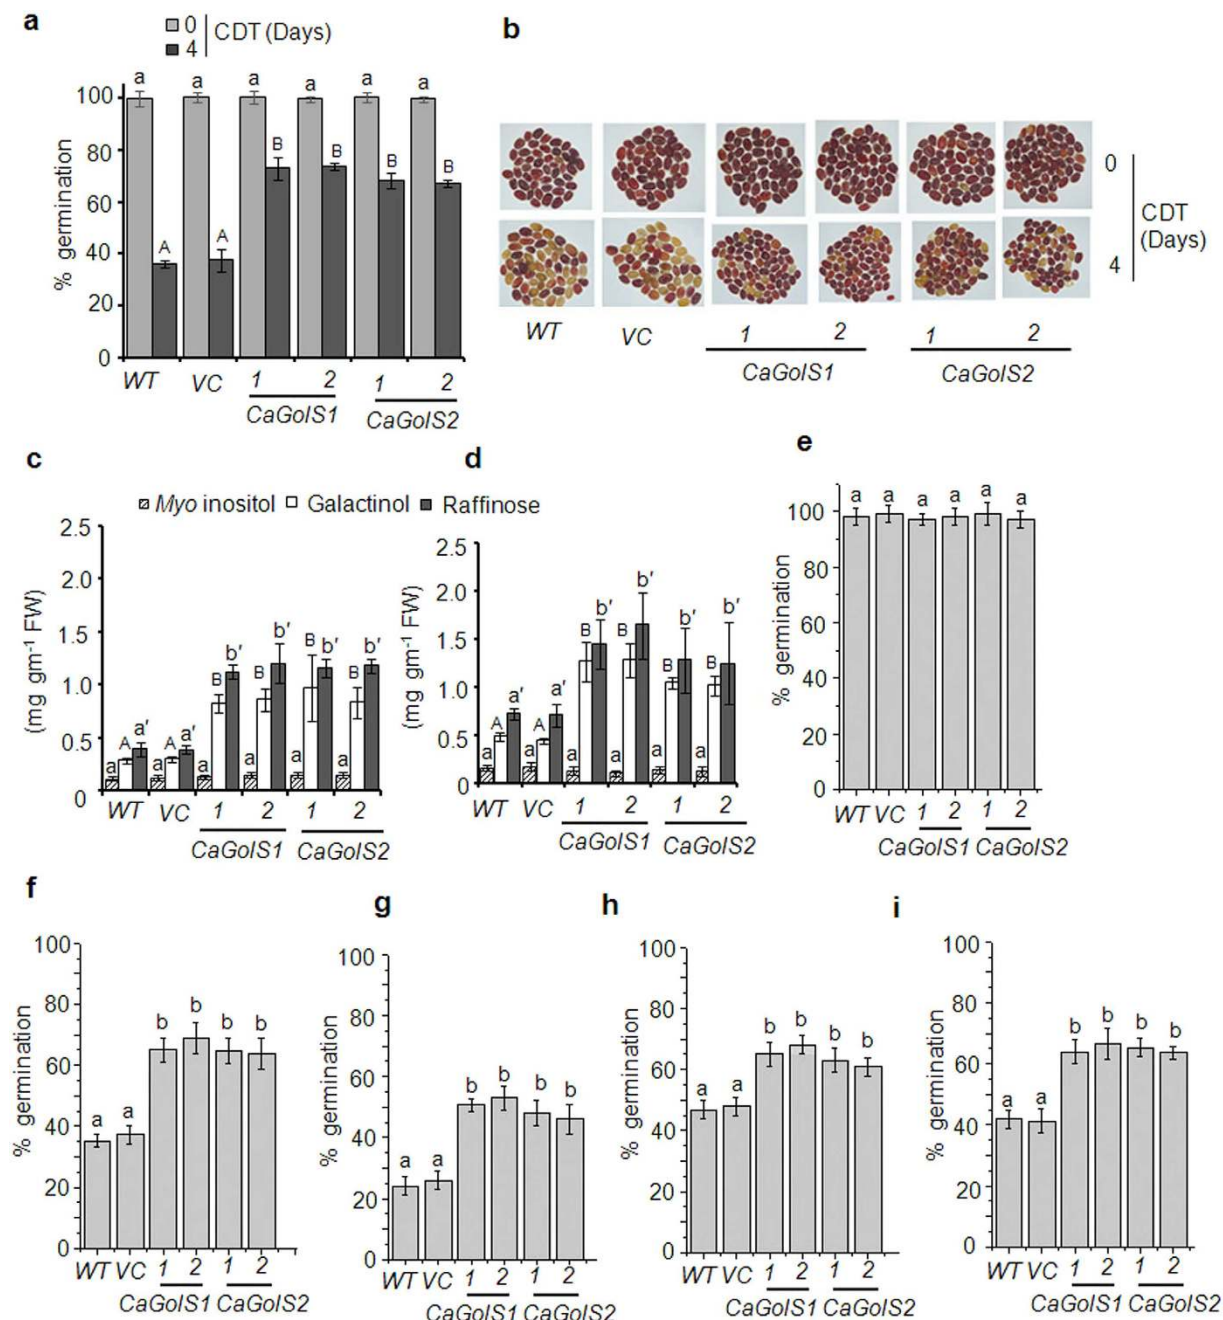 a
0
4
CDT (Days)
a a a a a a
A A B B B B
100
80
60
40
20
0
% germination
WT VC 1 2 1 2
CaGolS1 CaGolS2
b
0
4
CDT
(Days)
WT VC 1 2 1 2
CaGolS1 CaGolS2
c
d
Myo inositol Galactinol Raffinose
2.5
2.0
1.5
1.0
0.5
0
(mg gm⁻¹ FW)
a A a′ a A a′ a B b′ a B b′ a B b′ a B b′
WT VC 1 2 1 2
CaGolS1 CaGolS2
2.5
2.0
1.5
1.0
0.5
0
(mg gm⁻¹ FW)
a A a′ a A a′ a B b′ a B b′ a B b′ a B b′
WT VC 1 2 1 2
CaGolS1 CaGolS2
e
100
80
60
40
20
0
% germination
a a a a a a
WT VC 1 2 1 2
CaGolS1 CaGolS2
f
100
80
60
40
20
0
% germination
a a b b b b
WT VC 1 2 1 2
CaGolS1 CaGolS2
g
100
80
60
40
20
0
% germination
a a b b b b
WT VC 1 2 1 2
CaGolS1 CaGolS2
h
100
80
60
40
20
0
% germination
a a b b b b
WT VC 1 2 1 2
CaGolS1 CaGolS2
i
100
80
60
40
20
0
% germination
a a b b b b
WT VC 1 2 1 2
CaGolS1 CaGolS2